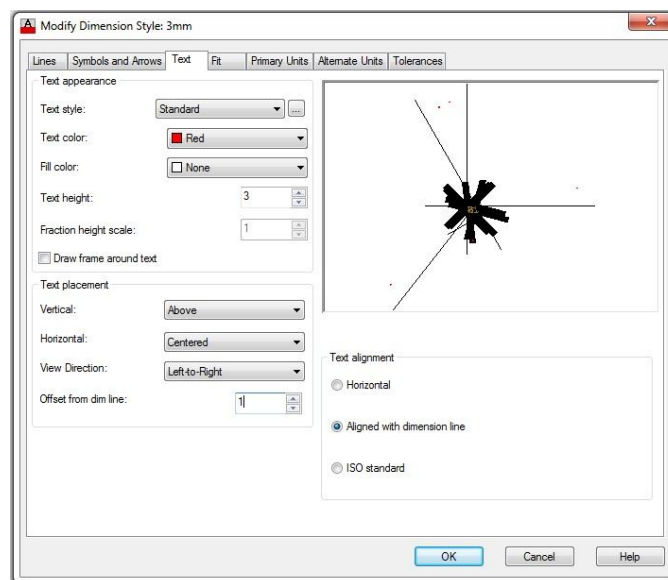 Modify Dimension Style: 3mm
Lines Symbols and Arrows Text Fit Primary Units Alternate Units Tolerances
Text appearance
Text style: Standard ...
Text color: Red
Fill color: None
Text height: 3
Fraction height scale: 1
Draw frame around text
Text placement
Vertical: Above
Horizontal: Centered
View Direction: Left-to-Right
Offset from dim line: 1
Text alignment
Horizontal
Aligned with dimension line
ISO standard
OK Cancel Help